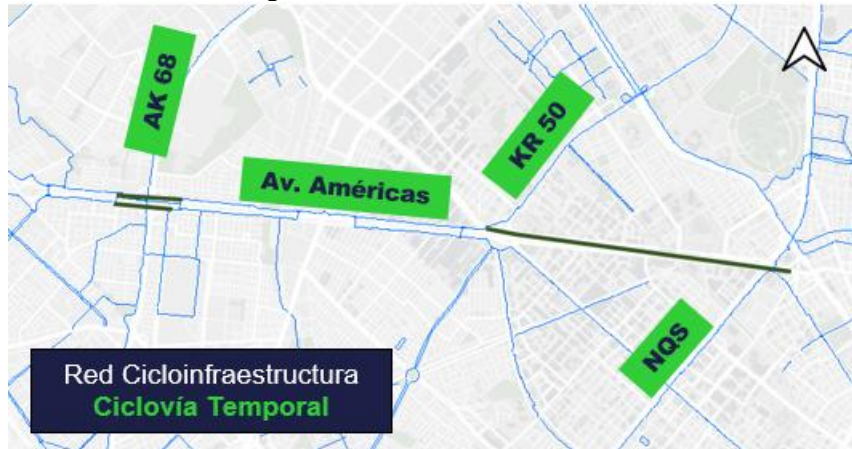 AK 68
KR 50
Av. Américas
NQS
Red Cicloinfraestructura
Ciclovía Temporal